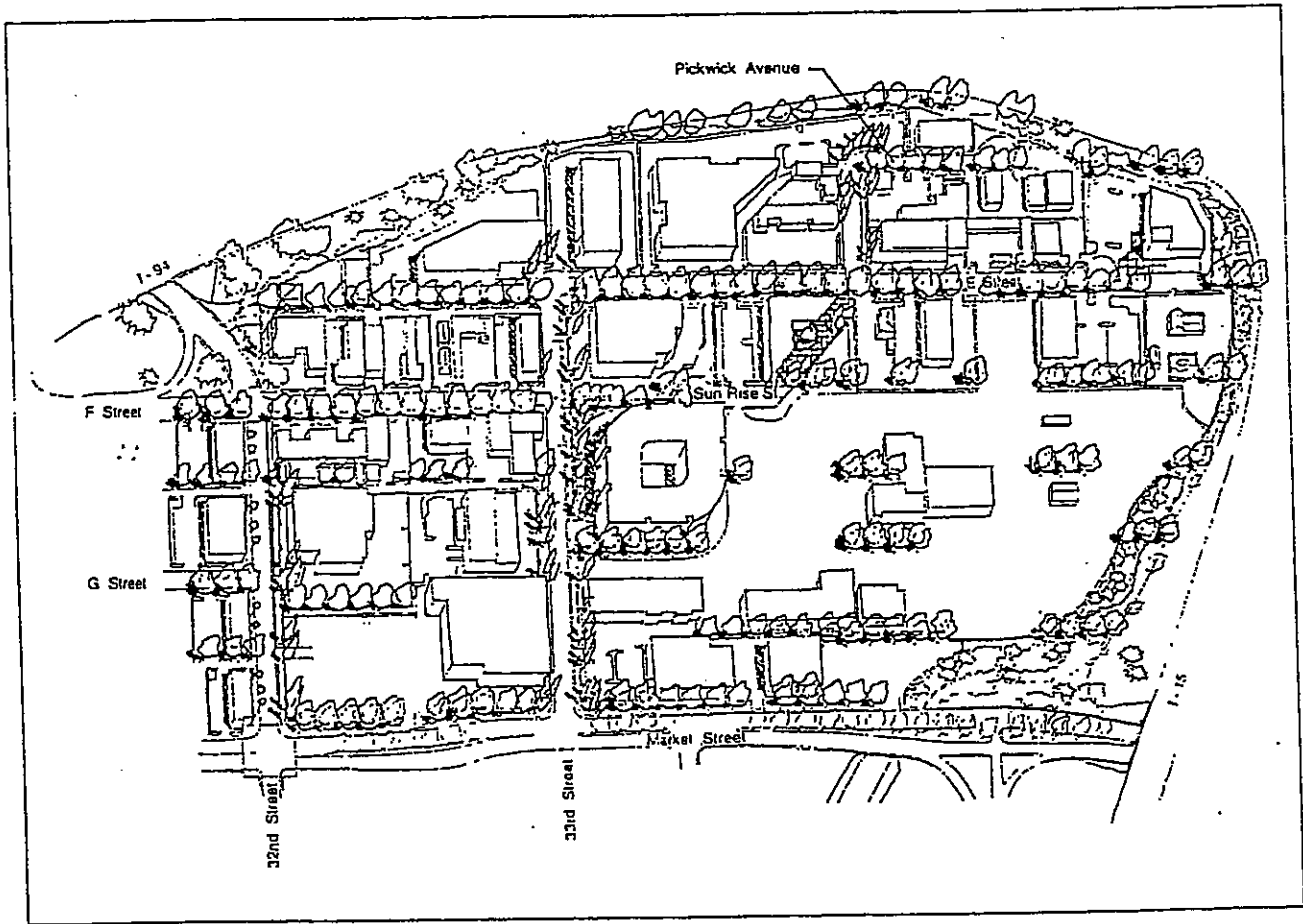 Pickwick Avenue
I-94
E Street
F Street
Sun Rise St
G Street
I-15
Market Street
32nd Street
33rd Street